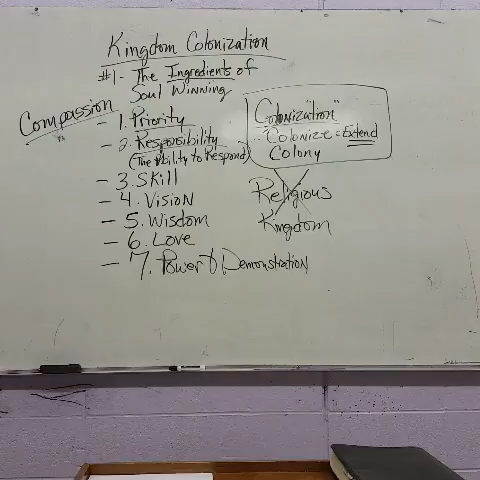 Kingdom Colonization
#1- The Ingredients of
Soul Winning
Compassion
- 1. Priority
- 2. Responsibility
(The Ability to Respond)
- 3. Skill
- 4. Vision
- 5. Wisdom
- 6. Love
- 7. Power & Demonstration
Colonization"
"Colonize = Extend
Colony
Religious
Kingdom